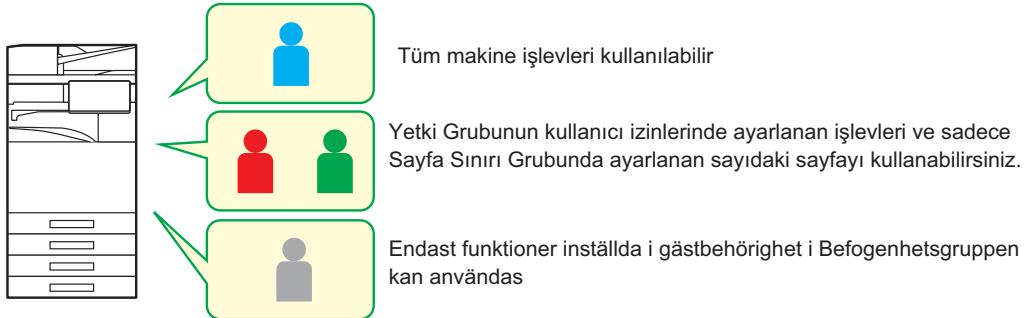 Tüm makine işlevleri kullanılabilir
Yetki Grubunun kullanıcı izinlerinde ayarlanan işlevleri ve sadece
Sayfa Sınırı Grubunda ayarlanan sayıdaki sayfayı kullanabilirsiniz.
Endast funktioner inställda i gästbehörighet i Befogenhetsgruppen
kan användas